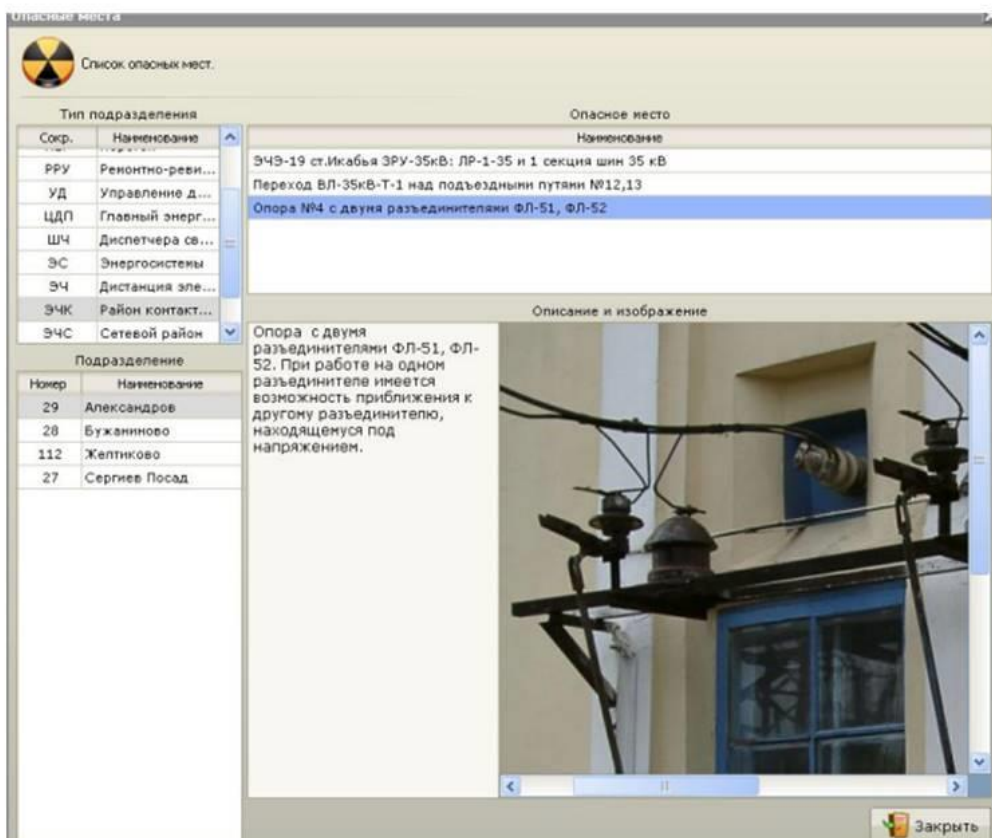 Опасные места
Список опасных мест.
Тип подразделения
Сокр. Наименование
РРУ Ремонтно-реви...
УД Управление д...
ЦДП Главный энерг...
ШЧ Диспетчера св...
ЭС Энергосистемы
ЭЧ Дистанция эле...
ЭЧК Район контакт...
ЭЧС Сетевой район
Подразделение
Номер Наименование
29 Александров
28 Бужаниново
112 Желтиково
27 Сергиев Посад
Опасное место
Наименование
ЭЧЭ-19 ст.Икабья ЗРУ-35кВ: ЛР-1-35 и 1 секция шин 35 кВ
Переход ВЛ-35кВ-Т-1 над подъездными путями №12,13
Опора №4 с двумя разъединителями ФЛ-51, ФЛ-52
Описание и изображение
Опора с двумя
разъединителями ФЛ-51, ФЛ-
52. При работе на одном
разъединителе имеется
возможность приближения к
другому разъединителю,
находящемуся под
напряжением.
Закрыть